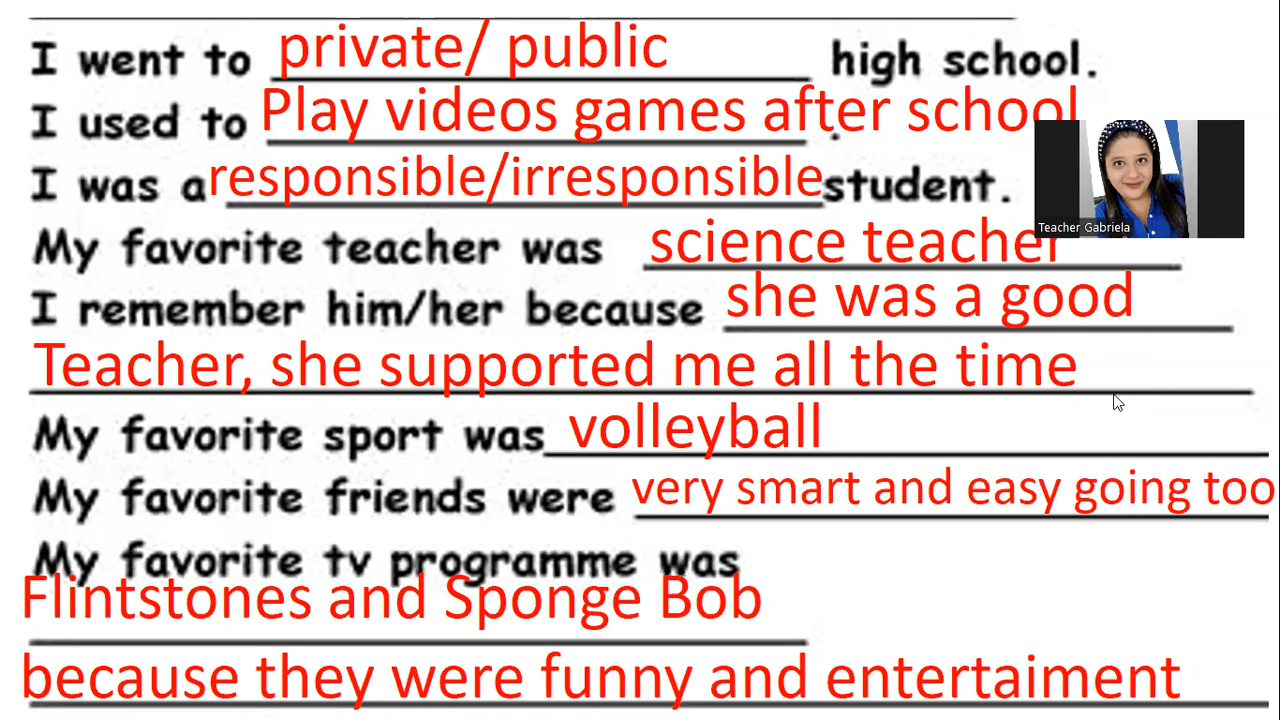 I went to private/ public high school.
I used to Play videos games after school .
I was a responsible/irresponsible student.
Teacher Gabriela
My favorite teacher was science teacher
I remember him/her because she was a good
Teacher, she supported me all the time
My favorite sport was volleyball
My favorite friends were very smart and easy going too
My favorite tv programme was
Flintstones and Sponge Bob
because they were funny and entertaiment